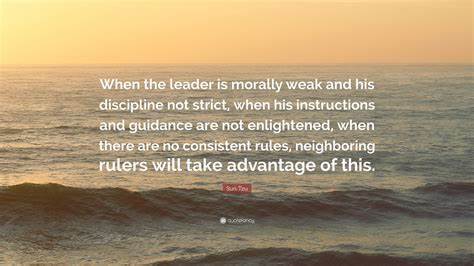 When the leader is morally weak and his
discipline not strict, when his instructions
and guidance are not enlightened, when
there are no consistent rules, neighboring
rulers will take advantage of this.
Sun Tzu
quotefancy